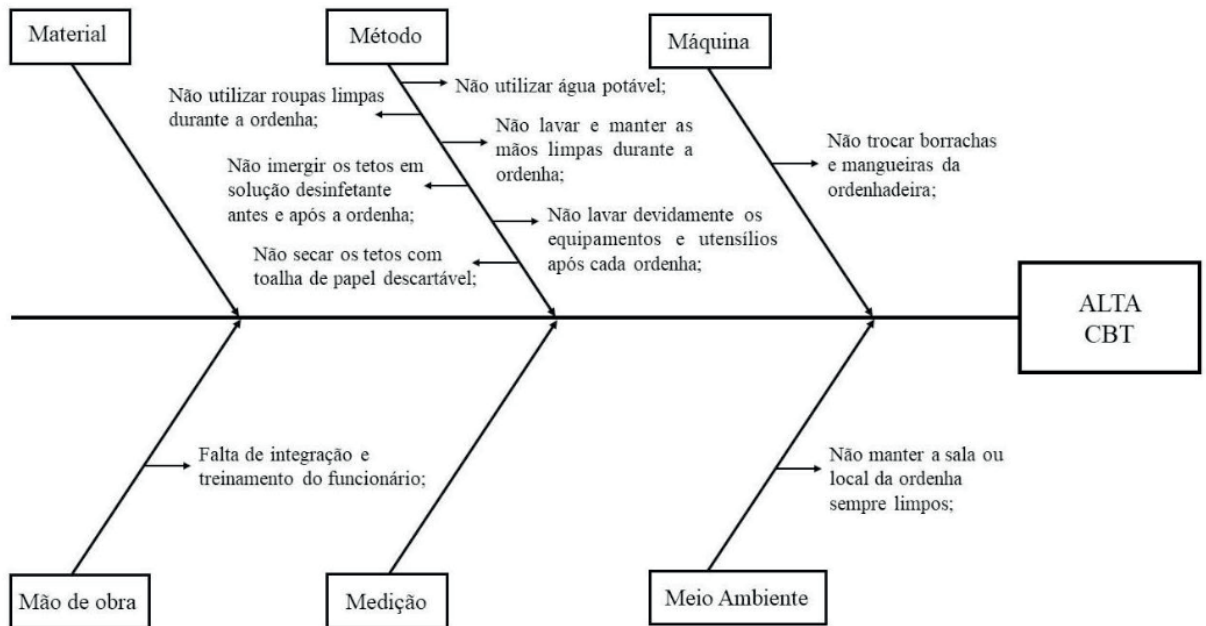 Material
Método
Máquina
Não utilizar água potável;
Não utilizar roupas limpas
durante a ordenha;
Não lavar e manter as
mãos limpas durante a
ordenha;
Não imergir os tetos em
solução desinfetante
antes e após a ordenha;
Não lavar devidamente os
equipamentos e utensílios
após cada ordenha;
Não secar os tetos com
toalha de papel descartável;
Não trocar borrachas
e mangueiras da
ordenhadeira;
ALTA
CBT
Falta de integração e
treinamento do funcionário;
Não manter a sala ou
local da ordenha
sempre limpos;
Mão de obra
Medição
Meio Ambiente